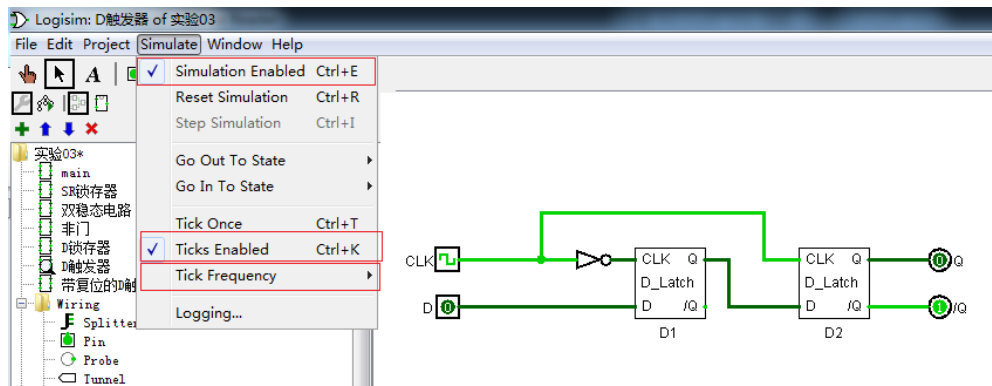 Logisim: D触发器 of 实验03
File Edit Project Simulate Window Help
A
Simulation Enabled Ctrl+E
Reset Simulation Ctrl+R
Step Simulation Ctrl+I
Go Out To State
Go In To State
Tick Once Ctrl+T
Ticks Enabled Ctrl+K
Tick Frequency
Logging...
实验03*
main
SR锁存器
双稳态电路
非门
D锁存器
D触发器
带复位的D触
Wiring
Splitter
Pin
Probe
Tunnel
CLK
D 0
CLK Q
D_Latch
D /Q
D1
CLK Q
D_Latch
D /Q
D2
0 Q
1 /Q